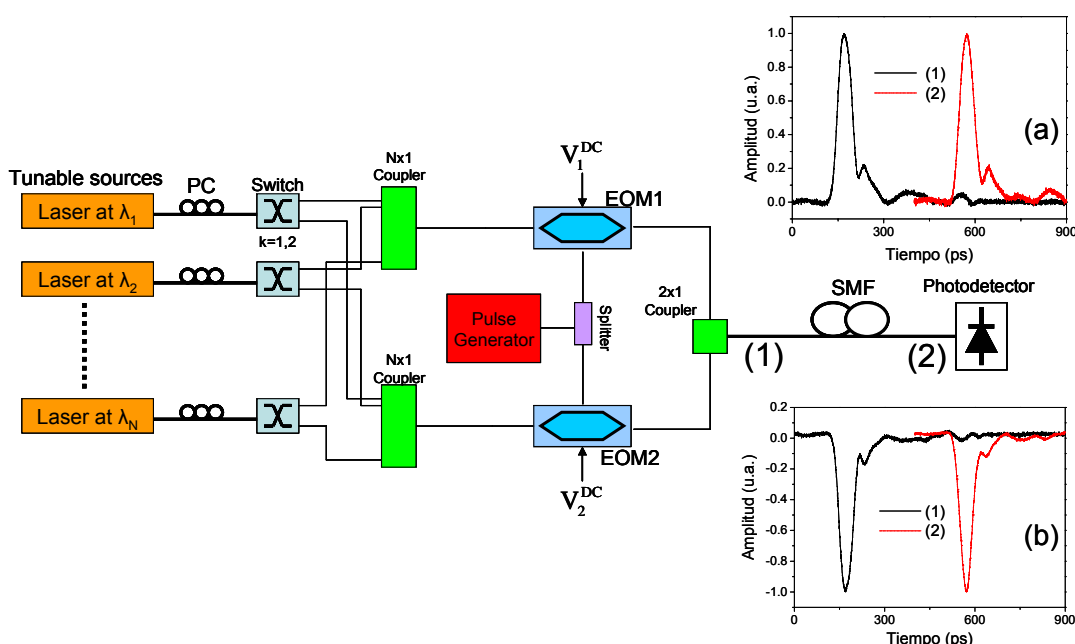 Tunable sources
PC
Switch
Nx1
Coupler
Laser at λ1
k=1,2
Laser at λ2
Laser at λN
Nx1
Coupler
V1DC
EOM1
Pulse
Generator
Splitter
2x1
Coupler
EOM2
V2DC
(1)
SMF
(2)
Photodetector
Amplitud (u.a.)
1.0
0.8
0.6
0.4
0.2
0.0
(1)
(2)
(a)
0 300 600 900
Tiempo (ps)
Amplitud (u.a.)
0.2
0.0
-0.2
-0.4
-0.6
-0.8
-1.0
(1)
(2)
(b)
0 300 600 900
Tiempo (ps)